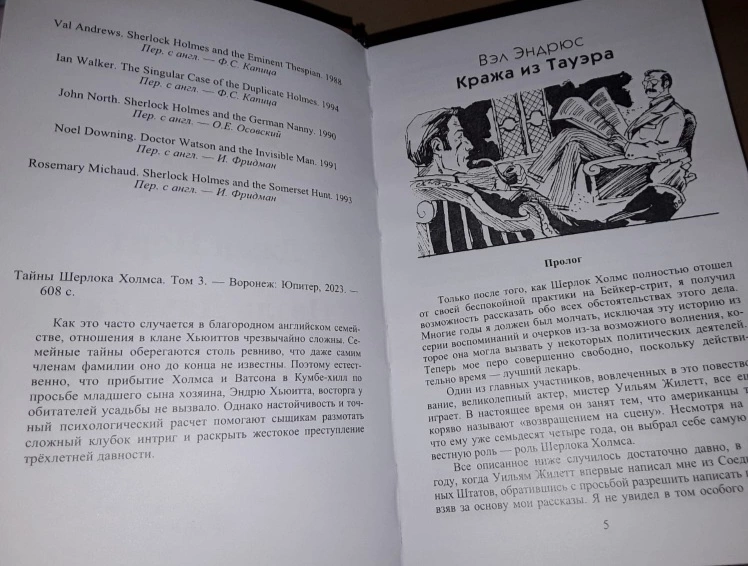 Val Andrews. Sherlock Holmes and the Eminent Thespian. 1988
Пер. с англ. — Ф.С. Капица
Ian Walker. The Singular Case of the Duplicate Holmes. 1994
Пер. с англ. — Ф.С. Капица
John North. Sherlock Holmes and the German Nanny. 1990
Пер. с англ. — О.Е. Осовский
Noel Downing. Doctor Watson and the Invisible Man. 1991
Пер. с англ. — И. Фридман
Rosemary Michaud. Sherlock Holmes and the Somerset Hunt. 1993
Пер. с англ. — И. Фридман
Тайны Шерлока Холмса. Том 3. — Воронеж: Юпитер, 2023. —
608 с.
Как это часто случается в благородном английском семей-
стве, отношения в клане Хьюиттов чрезвычайно сложны. Се-
мейные тайны оберегаются столь ревниво, что даже самим
членам фамилии оно до конца не известны. Поэтому естест-
венно, что прибытие Холмса и Ватсона в Кумбе-хилл по
просьбе младшего сына хозяина, Эндрю Хьюитта, восторга у
обитателей усадьбы не вызвало. Однако настойчивость и точ-
ный психологический расчет помогают сыщикам размотать
сложный клубок интриг и раскрыть жестокое преступление
трёхлетней давности.
Вэл Эндрюс
Кража из Тауэра
Пролог
Только после того, как Шерлок Холмс полностью отошел
от своей беспокойной практики на Бейкер-стрит, я получил
возможность рассказать обо всех обстоятельствах этого дела.
Многие годы я должен был молчать, исключая эту историю из
серии воспоминаний и очерков из-за возможного волнения, ко-
торое она могла вызвать у некоторых политических деятелей.
Теперь мое перо совершенно свободно, поскольку действи-
тельно время — лучший лекарь.
Один из главных участников, вовлеченных в это повество-
вание, великолепный актер, мистер Уильям Жилетт, все ещ
играет. В настоящее время он занят тем, что американцы т
коряво называют «возвращением на сцену». Несмотря на
что ему уже семьдесят четыре года, он выбрал себе самую
вестную роль — роль Шерлока Холмса.
Все описанное ниже случилось достаточно давно, в
году, когда Уильям Жилетт впервые написал мне из Соеди
ных Штатов, обратившись с просьбой разрешить написать
взяв за основу мои рассказы. Я не увидел в том особого
5